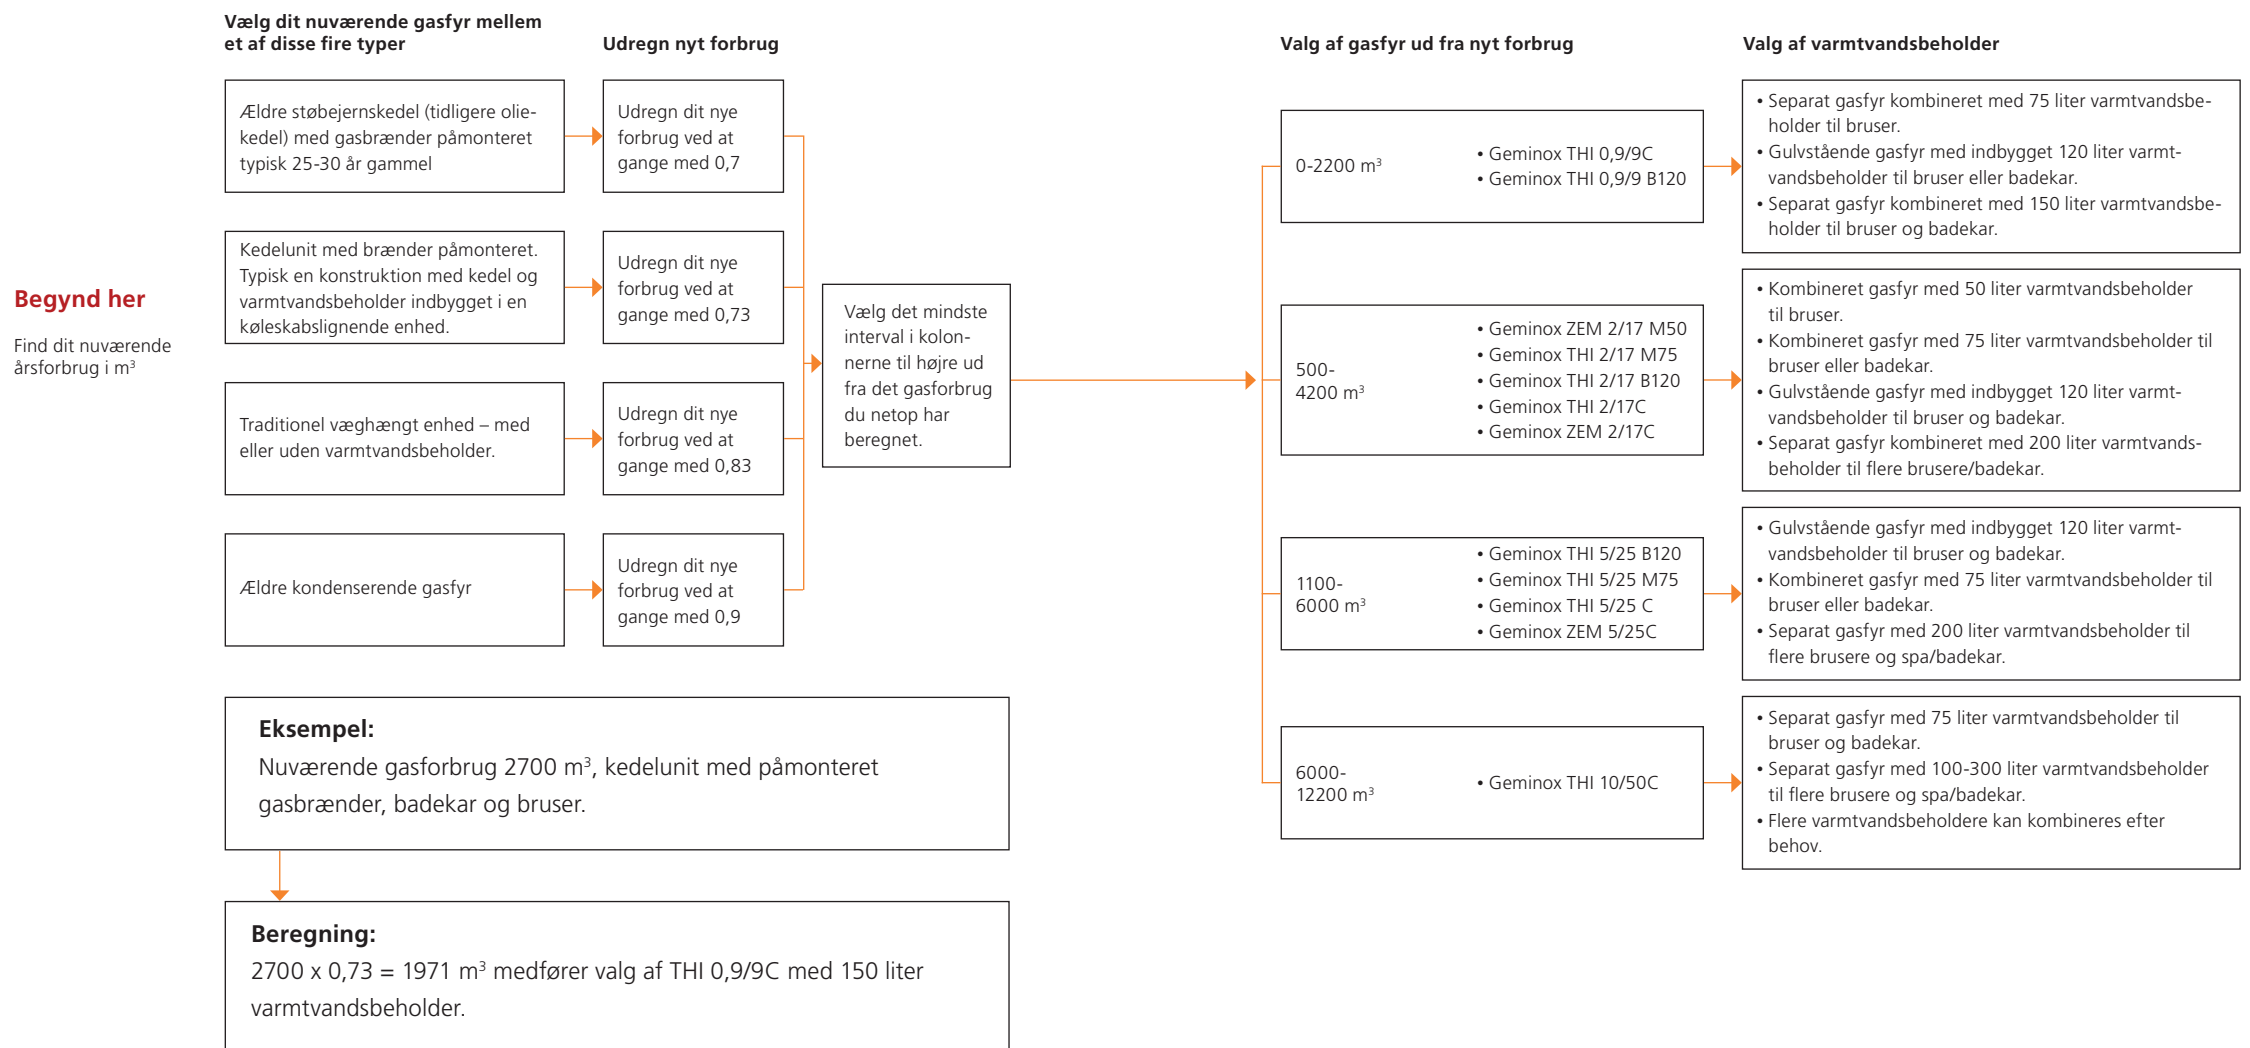 Vælg dit nuværende gasfyr mellem
et af disse fire typer
Udregn nyt forbrug
Valg af gasfyr ud fra nyt forbrug
Valg af varmtvandsbeholder
Begynd her
Find dit nuværende
årsforbrug i m³
Ældre støbejernskedel (tidligere olie-
kedel) med gasbrænder påmonteret
typisk 25-30 år gammel
Udregn dit nye
forbrug ved at
gange med 0,7
Kedelunit med brænder påmonteret.
Typisk en konstruktion med kedel og
varmtvandsbeholder indbygget i en
køleskabslignende enhed.
Udregn dit nye
forbrug ved at
gange med 0,73
Traditionel væghængt enhed – med
eller uden varmtvandsbeholder.
Udregn dit nye
forbrug ved at
gange med 0,83
Ældre kondenserende gasfyr
Udregn dit nye
forbrug ved at
gange med 0,9
Vælg det mindste
interval i kolon-
nerne til højre ud
fra det gasforbrug
du netop har
beregnet.
0-2200 m³
• Geminox THI 0,9/9C
• Geminox THI 0,9/9 B120
• Separat gasfyr kombineret med 75 liter varmtvandsbe-
holder til bruser.
• Gulvstående gasfyr med indbygget 120 liter varmt-
vandsbeholder til bruser eller badekar.
• Separat gasfyr kombineret med 150 liter varmtvandsbe-
holder til bruser og badekar.
500-
4200 m³
• Geminox ZEM 2/17 M50
• Geminox THI 2/17 M75
• Geminox THI 2/17 B120
• Geminox THI 2/17C
• Geminox ZEM 2/17C
• Kombineret gasfyr med 50 liter varmtvandsbeholder
til bruser.
• Kombineret gasfyr med 75 liter varmtvandsbeholder til
bruser eller badekar.
• Gulvstående gasfyr med indbygget 120 liter varmt-
vandsbeholder til bruser og badekar.
• Separat gasfyr kombineret med 200 liter varmtvands-
beholder til flere brusere/badekar.
1100-
6000 m³
• Geminox THI 5/25 B120
• Geminox THI 5/25 M75
• Geminox THI 5/25 C
• Geminox ZEM 5/25C
• Gulvstående gasfyr med indbygget 120 liter varmt-
vandsbeholder til bruser og badekar.
• Kombineret gasfyr med 75 liter varmtvandsbeholder til
bruser eller badekar.
• Separat gasfyr med 200 liter varmtvandsbeholder til
flere brusere og spa/badekar.
6000-
12200 m³
• Geminox THI 10/50C
• Separat gasfyr med 75 liter varmtvandsbeholder til
bruser og badekar.
• Separat gasfyr med 100-300 liter varmtvandsbeholder
til flere brusere og spa/badekar.
• Flere varmtvandsbeholdere kan kombineres efter
behov.
Eksempel:
Nuværende gasforbrug 2700 m³, kedelunit med påmonteret
gasbrænder, badekar og bruser.
Beregning:
2700 x 0,73 = 1971 m³ medfører valg af THI 0,9/9C med 150 liter
varmtvandsbeholder.